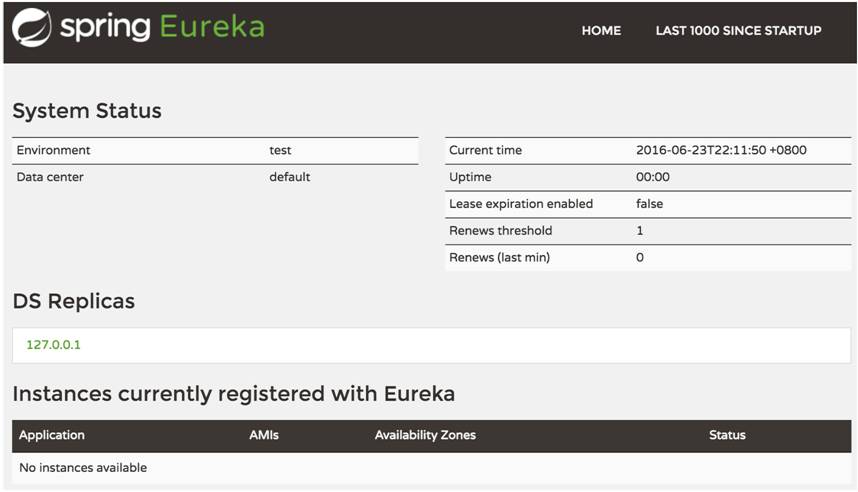 spring Eureka HOME LAST 1000 SINCE STARTUP
System Status
Environment test
Data center default
Current time 2016-06-23T22:11:50 +0800
Uptime 00:00
Lease expiration enabled false
Renews threshold 1
Renews (last min) 0
DS Replicas
127.0.0.1
Instances currently registered with Eureka
Application AMIs Availability Zones Status
No instances available